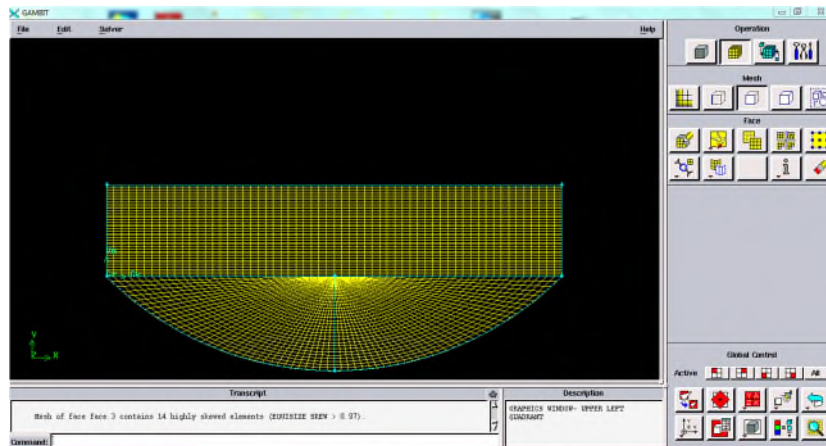 GAMBIT
File Edit Solver Help
Operation
Mesh
Face
Y
X
Z
Global Control
Active All
Transcript
Description
Mesh of face face.3 contains 14 highly skewed elements (EQUISIZE SKEW > 0.97).
GRAPHICS WINDOW- UPPER LEFT
QUADRANT
Command: